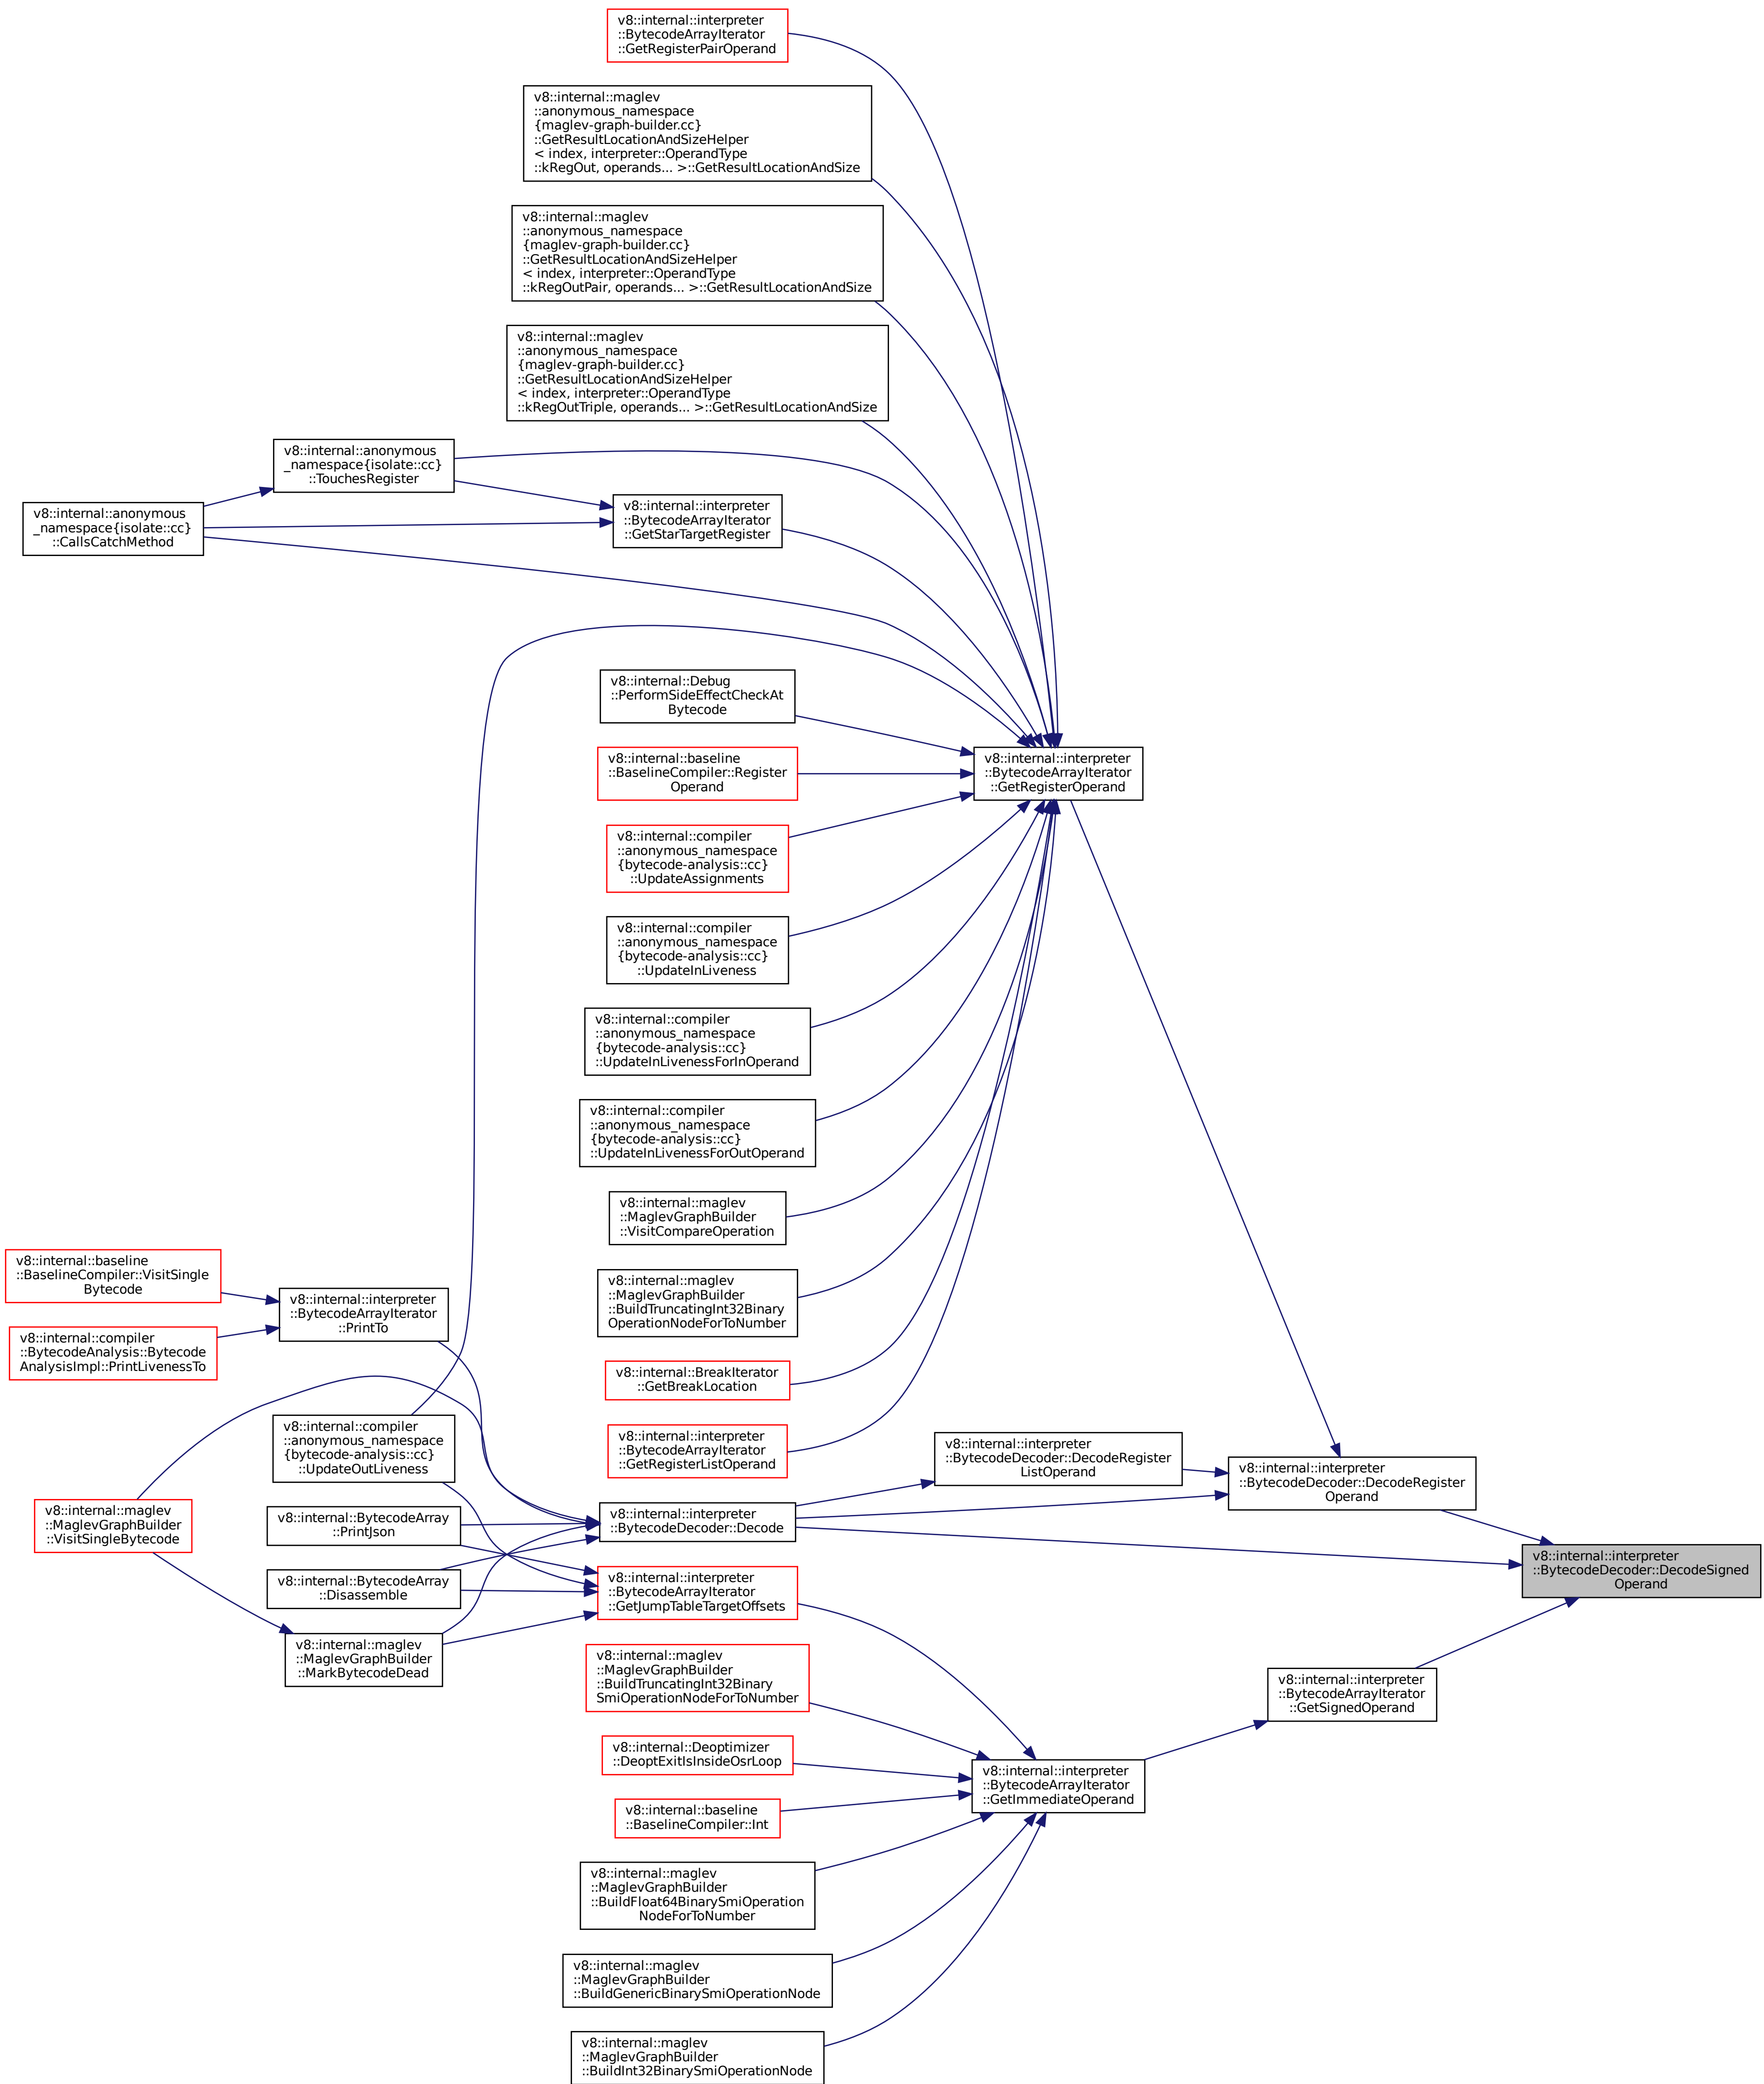 v8::internal::interpreter
::BytecodeArrayIterator
::GetRegisterPairOperand
v8::internal::maglev
::anonymous_namespace
{maglev-graph-builder.cc}
::GetResultLocationAndSizeHelper
< index, interpreter::OperandType
::kRegOut, operands... >::GetResultLocationAndSize
v8::internal::maglev
::anonymous_namespace
{maglev-graph-builder.cc}
::GetResultLocationAndSizeHelper
< index, interpreter::OperandType
::kRegOutPair, operands... >::GetResultLocationAndSize
v8::internal::maglev
::anonymous_namespace
{maglev-graph-builder.cc}
::GetResultLocationAndSizeHelper
< index, interpreter::OperandType
::kRegOutTriple, operands... >::GetResultLocationAndSize
v8::internal::anonymous
_namespace{isolate::cc}
::TouchesRegister
v8::internal::interpreter
::BytecodeArrayIterator
::GetStarTargetRegister
v8::internal::anonymous
_namespace{isolate::cc}
::CallsCatchMethod
v8::internal::Debug
::PerformSideEffectCheckAt
Bytecode
v8::internal::interpreter
::BytecodeArrayIterator
::GetRegisterOperand
v8::internal::baseline
::BaselineCompiler::Register
Operand
v8::internal::compiler
::anonymous_namespace
{bytecode-analysis::cc}
::UpdateAssignments
v8::internal::compiler
::anonymous_namespace
{bytecode-analysis::cc}
::UpdateInLiveness
v8::internal::compiler
::anonymous_namespace
{bytecode-analysis::cc}
::UpdateInLivenessForInOperand
v8::internal::compiler
::anonymous_namespace
{bytecode-analysis::cc}
::UpdateInLivenessForOutOperand
v8::internal::maglev
::MaglevGraphBuilder
::VisitCompareOperation
v8::internal::baseline
::BaselineCompiler::VisitSingle
Bytecode
v8::internal::interpreter
::BytecodeArrayIterator
::PrintTo
v8::internal::maglev
::MaglevGraphBuilder
::BuildTruncatingInt32Binary
OperationNodeForToNumber
v8::internal::compiler
::BytecodeAnalysis::Bytecode
AnalysisImpl::PrintLivenessTo
v8::internal::BreakIterator
::GetBreakLocation
v8::internal::compiler
::anonymous_namespace
{bytecode-analysis::cc}
::UpdateOutLiveness
v8::internal::interpreter
::BytecodeArrayIterator
::GetRegisterListOperand
v8::internal::interpreter
::BytecodeDecoder::DecodeRegister
ListOperand
v8::internal::interpreter
::BytecodeDecoder::DecodeRegister
Operand
v8::internal::maglev
::MaglevGraphBuilder
::VisitSingleBytecode
v8::internal::BytecodeArray
::PrintJson
v8::internal::interpreter
::BytecodeDecoder::Decode
v8::internal::interpreter
::BytecodeDecoder::DecodeSigned
Operand
v8::internal::BytecodeArray
::Disassemble
v8::internal::interpreter
::BytecodeArrayIterator
::GetJumpTableTargetOffsets
v8::internal::maglev
::MaglevGraphBuilder
::MarkBytecodeDead
v8::internal::maglev
::MaglevGraphBuilder
::BuildTruncatingInt32Binary
SmiOperationNodeForToNumber
v8::internal::interpreter
::BytecodeArrayIterator
::GetSignedOperand
v8::internal::Deoptimizer
::DeoptExitIsInsideOsrLoop
v8::internal::interpreter
::BytecodeArrayIterator
::GetImmediateOperand
v8::internal::baseline
::BaselineCompiler::Int
v8::internal::maglev
::MaglevGraphBuilder
::BuildFloat64BinarySmiOperation
NodeForToNumber
v8::internal::maglev
::MaglevGraphBuilder
::BuildGenericBinarySmiOperationNode
v8::internal::maglev
::MaglevGraphBuilder
::BuildInt32BinarySmiOperationNode